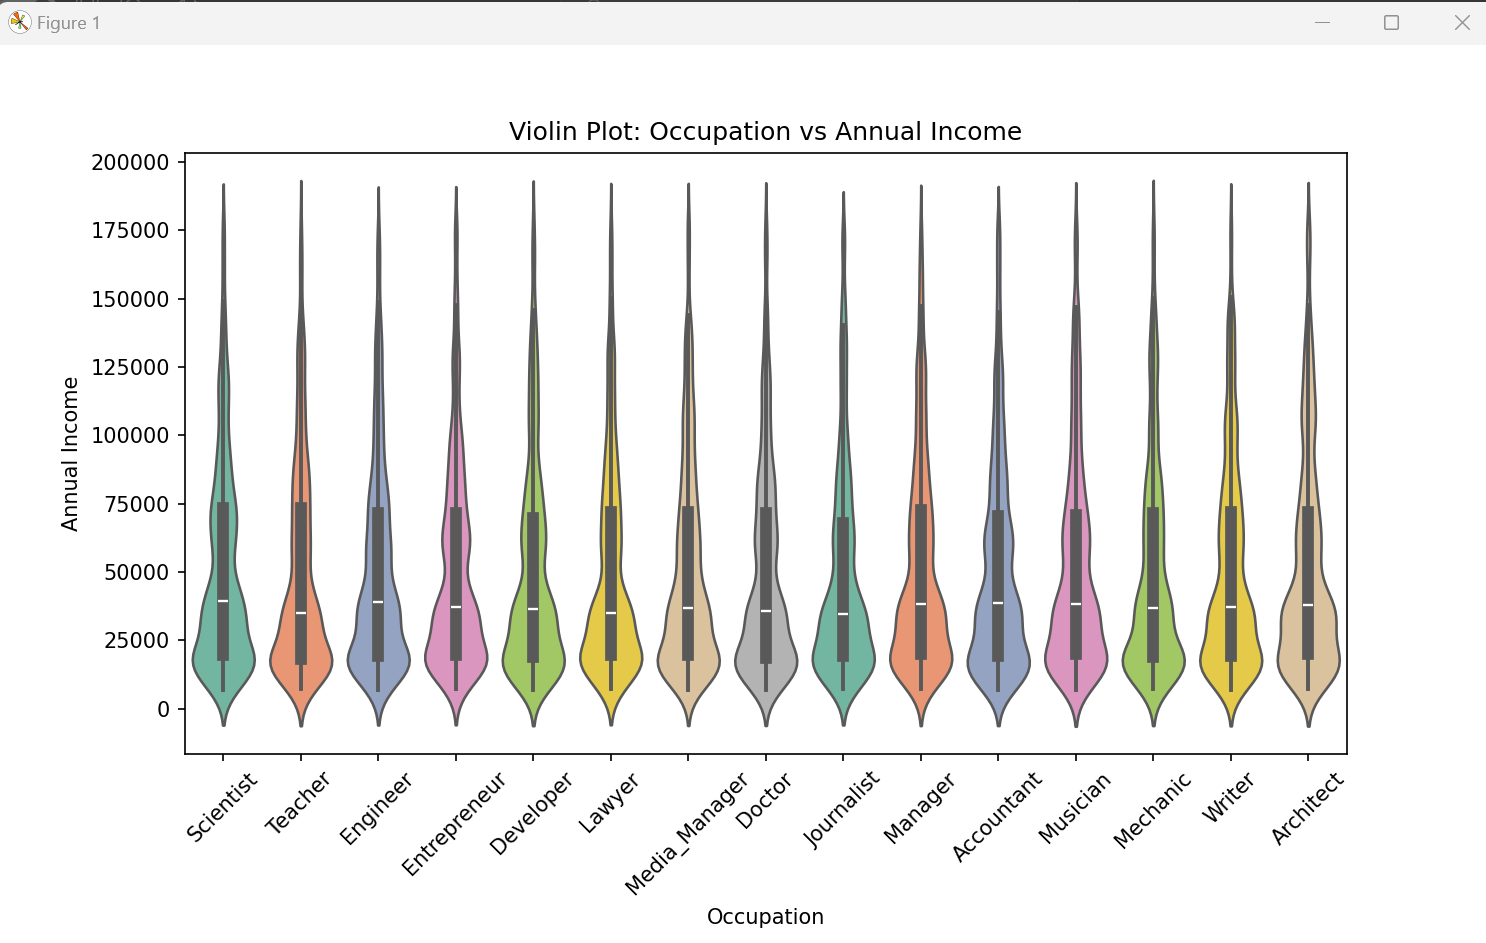 Figure 1
Violin Plot: Occupation vs Annual Income
200000
175000
150000
125000
100000
75000
50000
25000
0
Annual Income
Scientist
Teacher
Engineer
Entrepreneur
Developer
Lawyer
Media_Manager
Doctor
Journalist
Manager
Accountant
Musician
Mechanic
Writer
Architect
Occupation